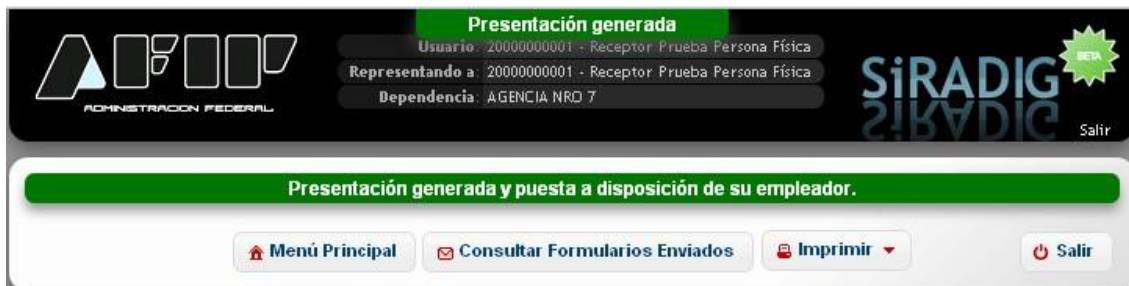 Presentación generada
AFIP
ADMINISTRACION FEDERAL
Usuario: 20000000001 - Receptor Prueba Persona Física
Representando a: 20000000001 - Receptor Prueba Persona Física
Dependencia: AGENCIA NRO 7
SiRADIG
BETA
Salir
Presentación generada y puesta a disposición de su empleador.
Menú Principal
Consultar Formularios Enviados
Imprimir
Salir